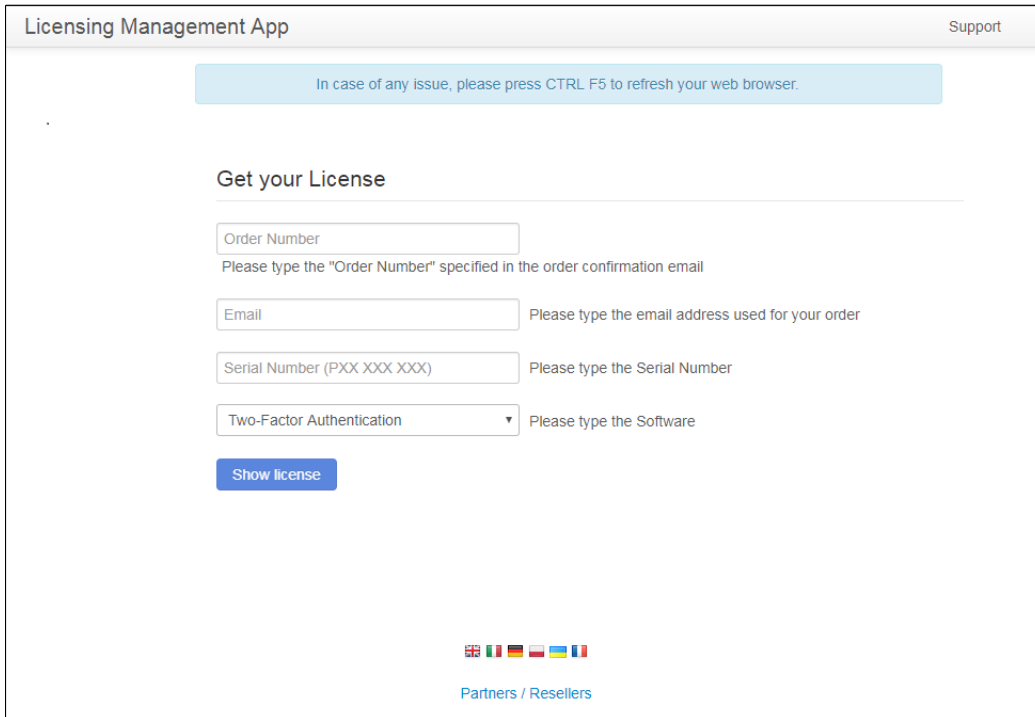 Licensing Management App
Support
In case of any issue, please press CTRL F5 to refresh your web browser.
.
Get your License
Order Number
Please type the "Order Number" specified in the order confirmation email
Email
Please type the email address used for your order
Serial Number (PXX XXX XXX)
Please type the Serial Number
Two-Factor Authentication
Please type the Software
Show license
Partners / Resellers